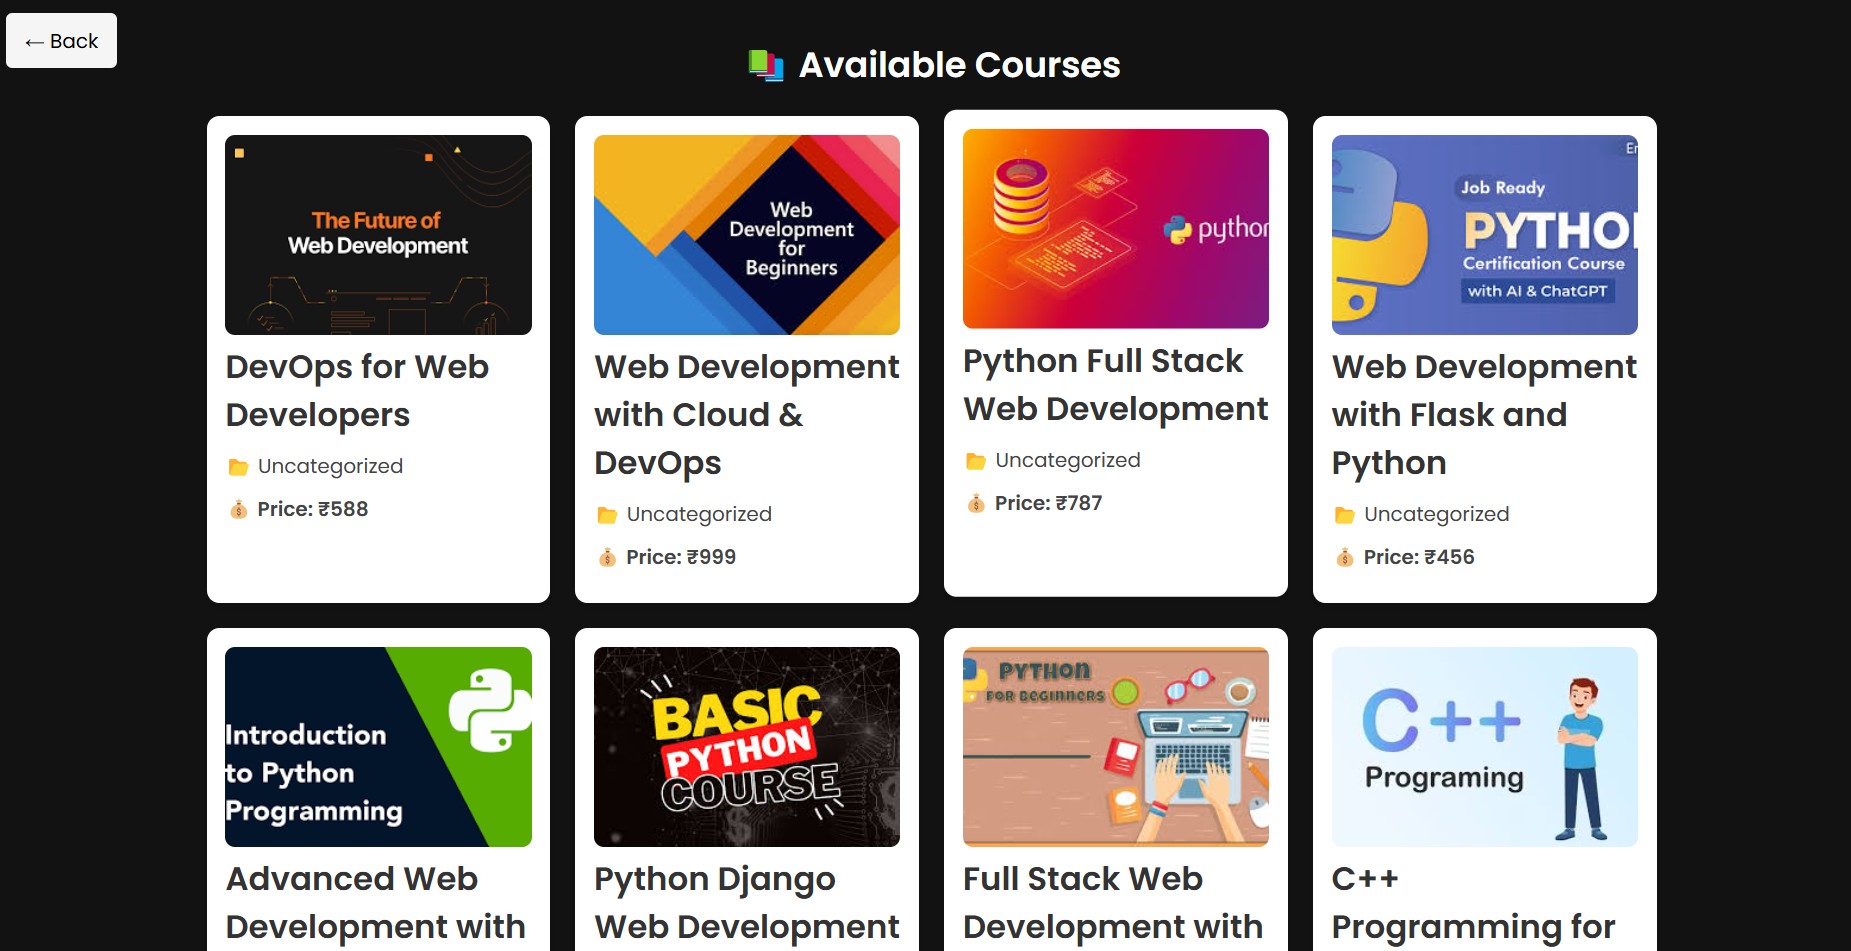 ← Back
Available Courses
The Future of
Web Development
DevOps for Web
Developers
Uncategorized
Price: ₹588
Web
Development
for
Beginners
Web Development
with Cloud &
DevOps
Uncategorized
Price: ₹999
python
Python Full Stack
Web Development
Uncategorized
Price: ₹787
Job Ready
PYTHON
Certification Course
with AI & ChatGPT
Web Development
with Flask and
Python
Uncategorized
Price: ₹456
Introduction
to Python
Programming
Advanced Web
Development with
BASIC
PYTHON
COURSE
Python Django
Web Development
PYTHON
FOR BEGINNERS
Full Stack Web
Development with
C++
Programing
C++
Programming for